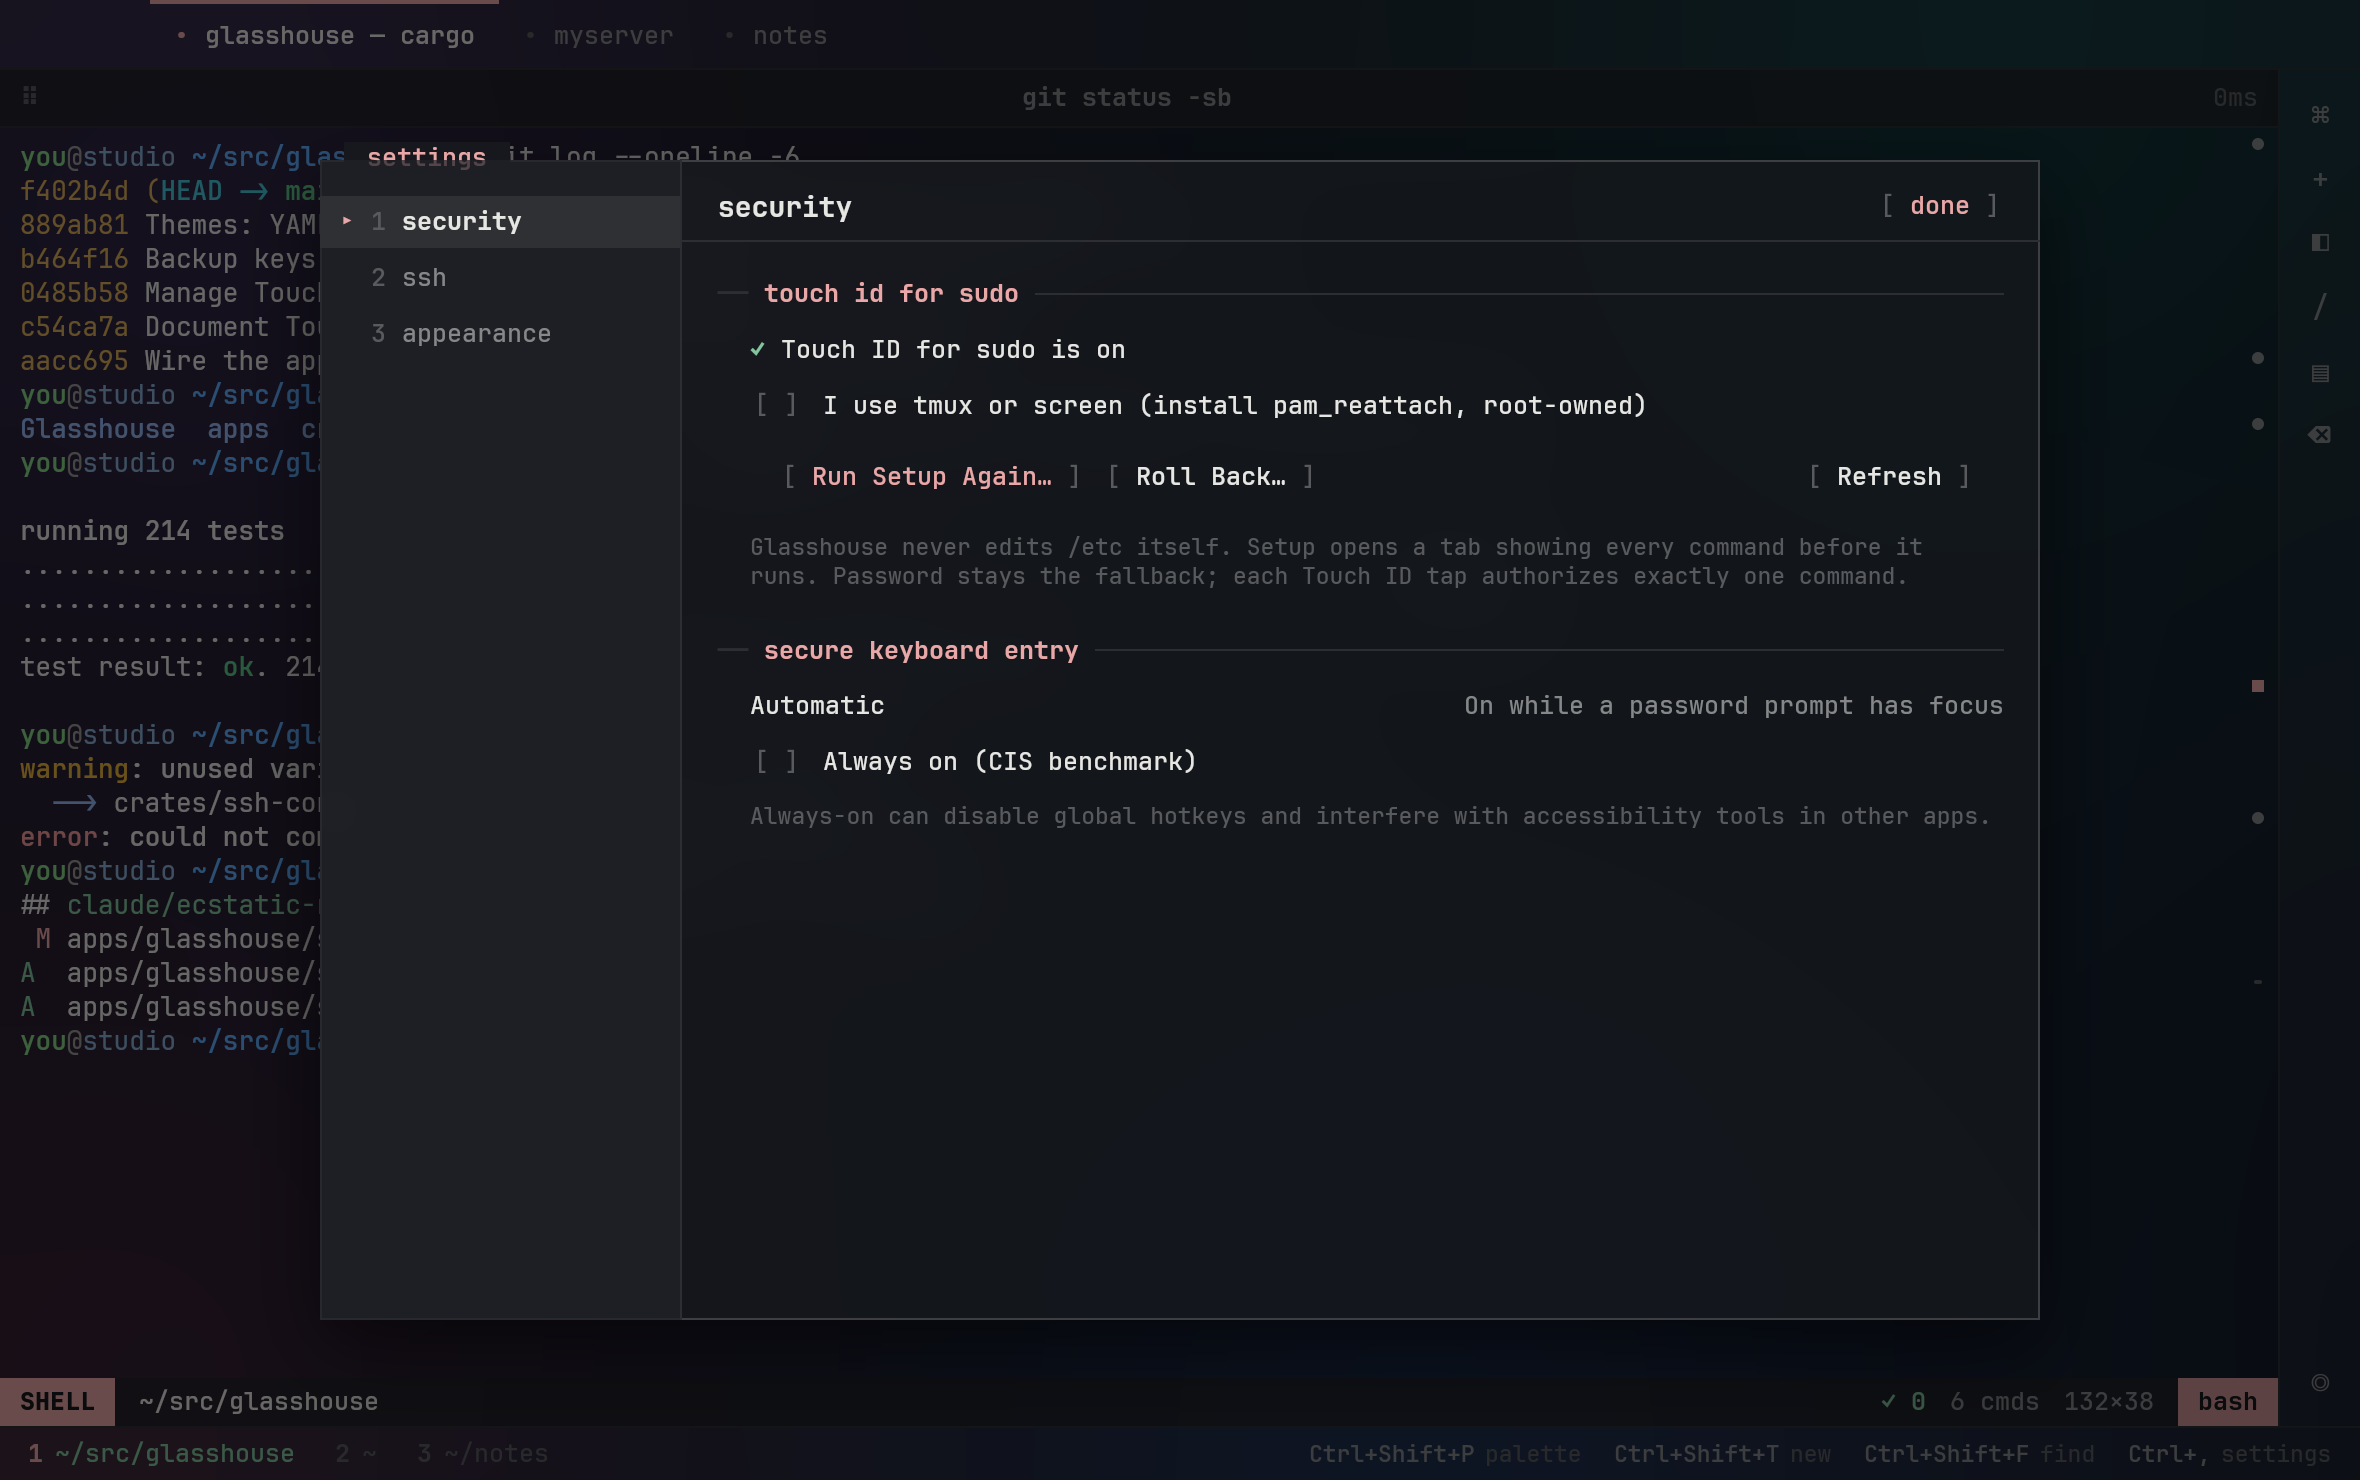 • glasshouse — cargo • myserver • notes
git status -sb 0ms
you@studio ~/src/glas it log --oneline -6
settings
f402b4d (HEAD -> ma
889ab81 Themes: YAM
b464f16 Backup keys
0485b58 Manage Touc
c54ca7a Document To
aacc695 Wire the ap
you@studio ~/src/gl
Glasshouse apps c
you@studio ~/src/gl
running 214 tests
...................
...................
...................
test result: ok. 214
you@studio ~/src/gl
warning: unused var
--> crates/ssh-co
error: could not co
you@studio ~/src/gl
## claude/ecstatic-
M apps/glasshouse/
A apps/glasshouse/
A apps/glasshouse/
you@studio ~/src/gl
▸ 1 security
2 ssh
3 appearance
security [ done ]
touch id for sudo
✓ Touch ID for sudo is on
[ ] I use tmux or screen (install pam_reattach, root-owned)
[ Run Setup Again… ] [ Roll Back… ] [ Refresh ]
Glasshouse never edits /etc itself. Setup opens a tab showing every command before it
runs. Password stays the fallback; each Touch ID tap authorizes exactly one command.
secure keyboard entry
Automatic On while a password prompt has focus
[ ] Always on (CIS benchmark)
Always-on can disable global hotkeys and interfere with accessibility tools in other apps.
SHELL ~/src/glasshouse ✓ 0 6 cmds 132×38 bash
1 ~/src/glasshouse 2 ~ 3 ~/notes Ctrl+Shift+P palette Ctrl+Shift+T new Ctrl+Shift+F find Ctrl+, settings